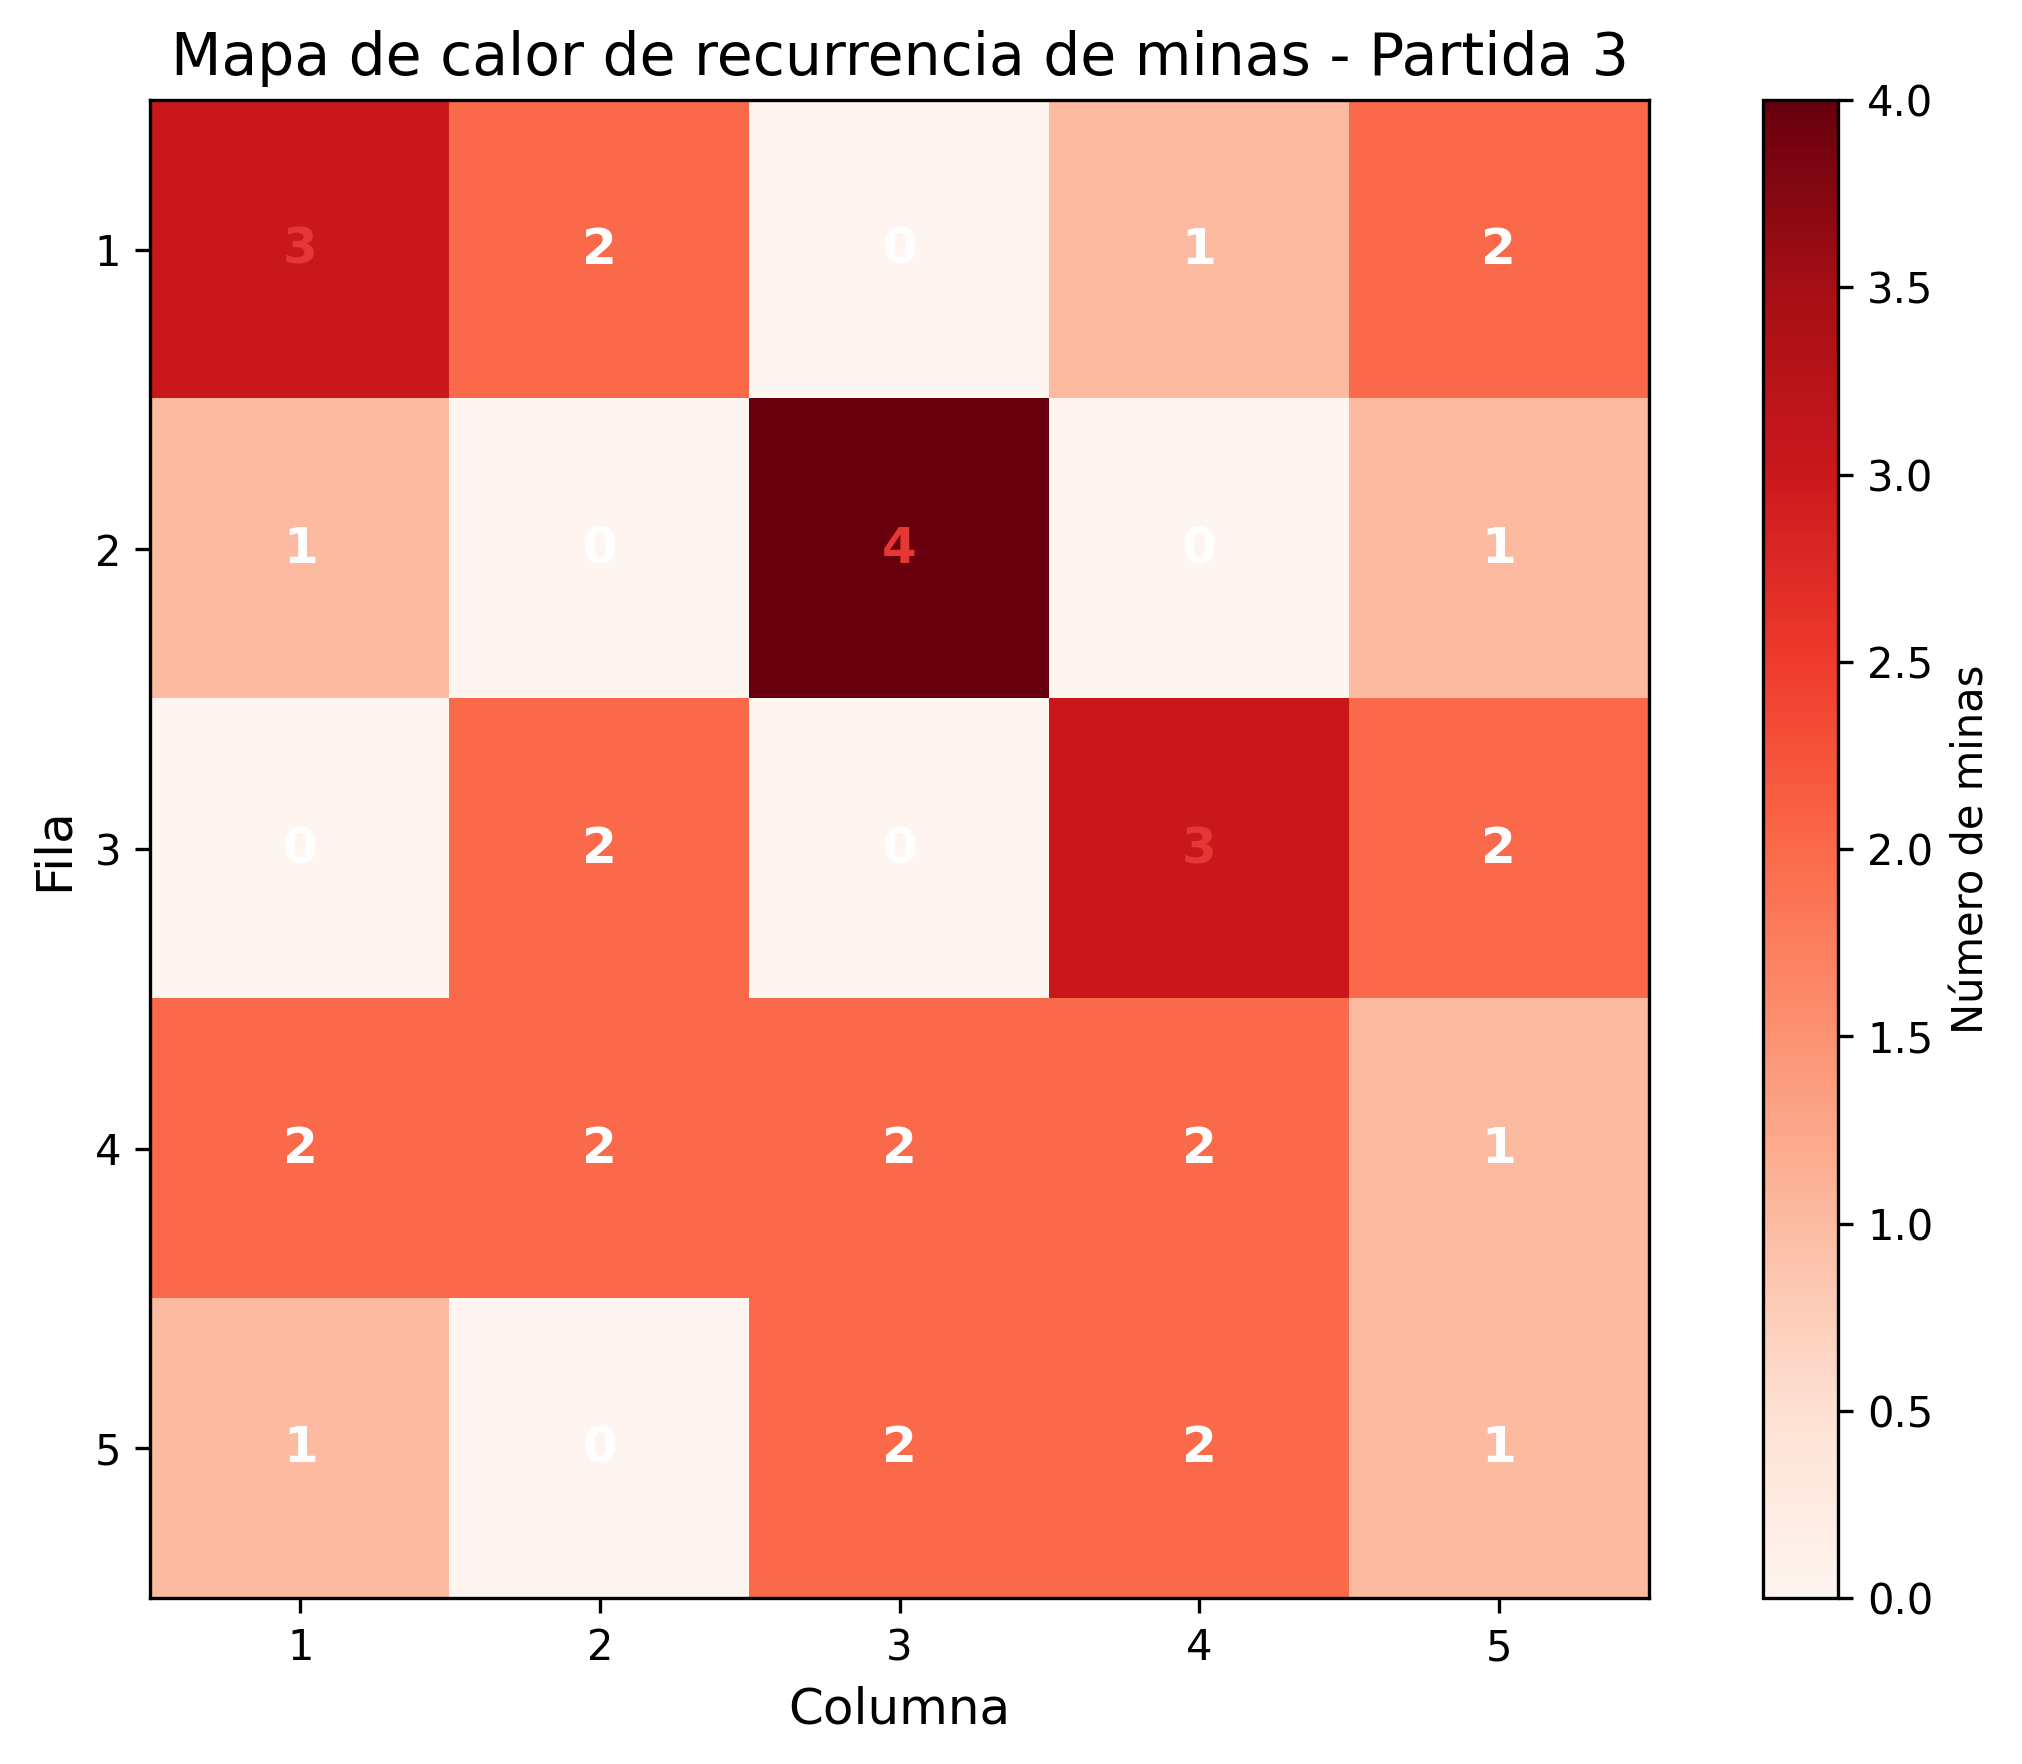 Mapa de calor de recurrencia de minas - Partida 3
1 3 2 0 1 2
2 1 0 4 0 1
3 0 2 0 3 2
4 2 2 2 2 1
5 1 0 2 2 1
1 2 3 4 5
Fila
Columna
4.0
3.5
3.0
2.5
2.0
1.5
1.0
0.5
0.0
Número de minas